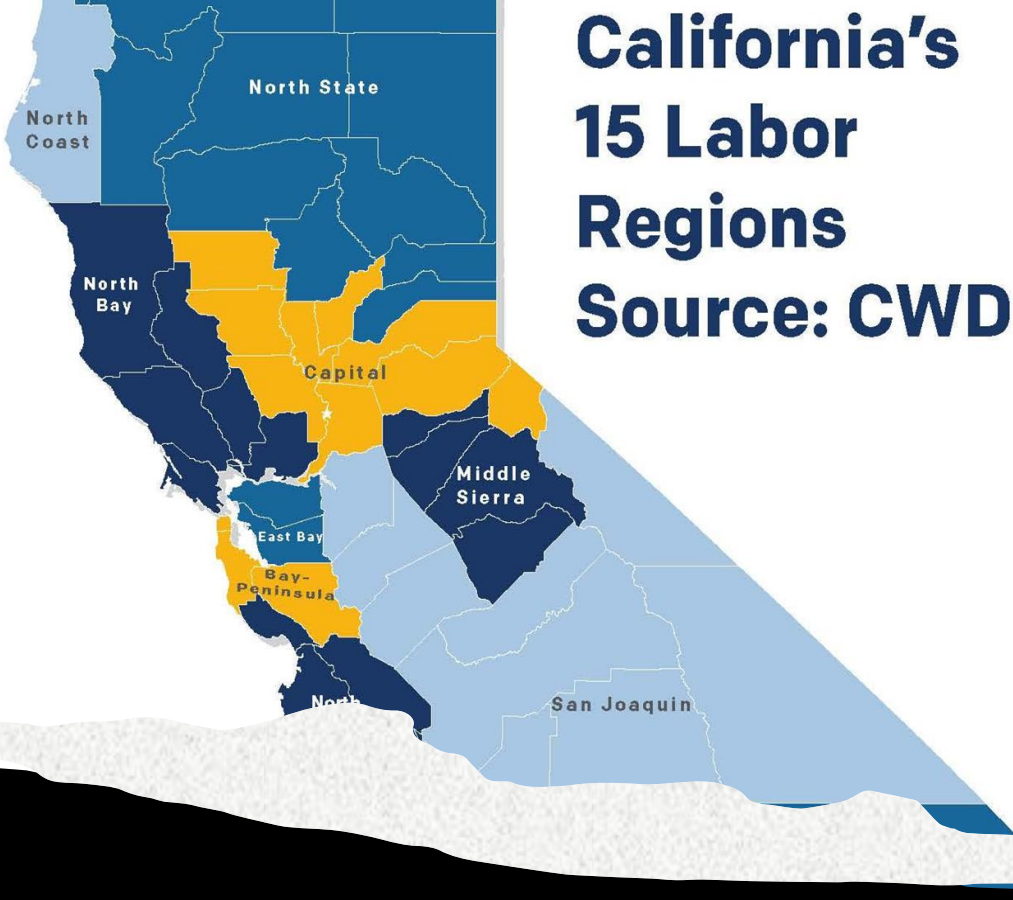 California's
15 Labor
Regions
Source: CWD
North State
North
Coast
North
Bay
Capital
Middle
Sierra
East Bay
Bay-
Peninsula
San Joaquin
North